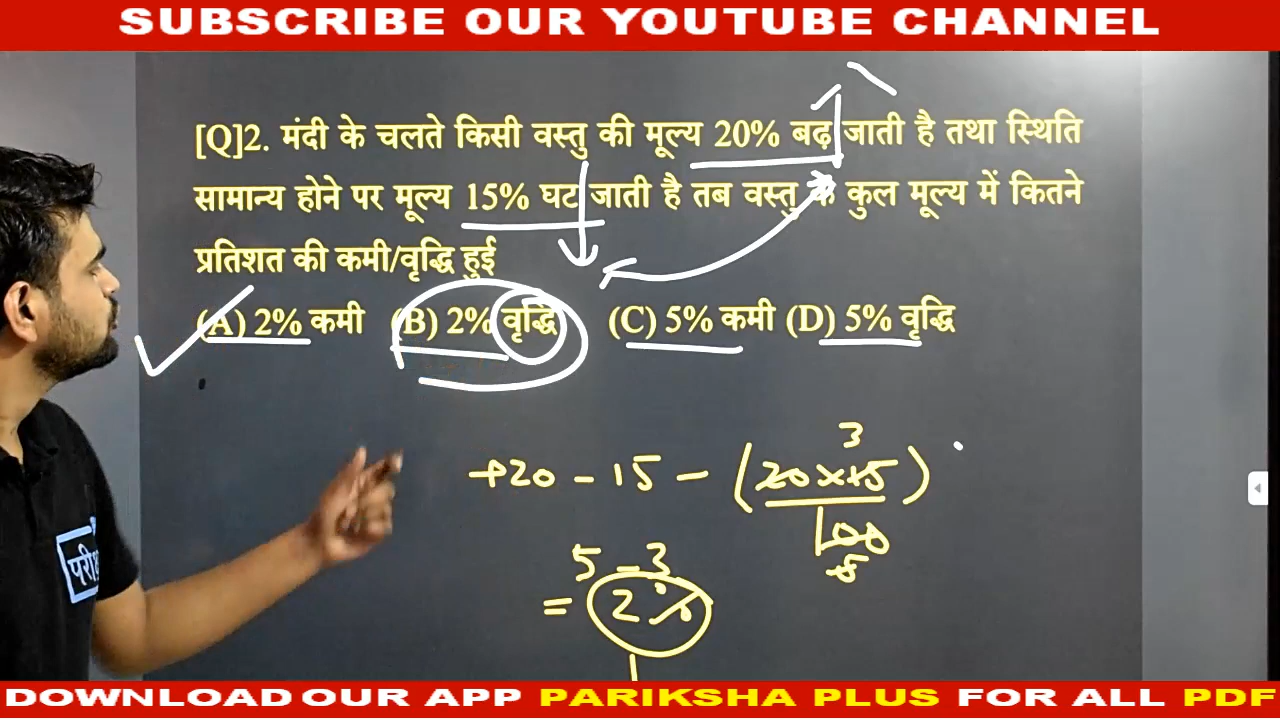 SUBSCRIBE OUR YOUTUBE CHANNEL
[Q]2. मंदी के चलते किसी वस्तु की मूल्य 20% बढ़ जाती है तथा स्थिति
सामान्य होने पर मूल्य 15% घट जाती है तब वस्तु के कुल मूल्य में कितने
प्रतिशत की कमी/वृद्धि हुई
(A) 2% कमी (B) 2% वृद्धि (C) 5% कमी (D) 5% वृद्धि
3
+20 - 15 - (20×15)
100
5
5 - 3
= 2%
DOWNLOAD OUR APP PARIKSHA PLUS FOR ALL PDF